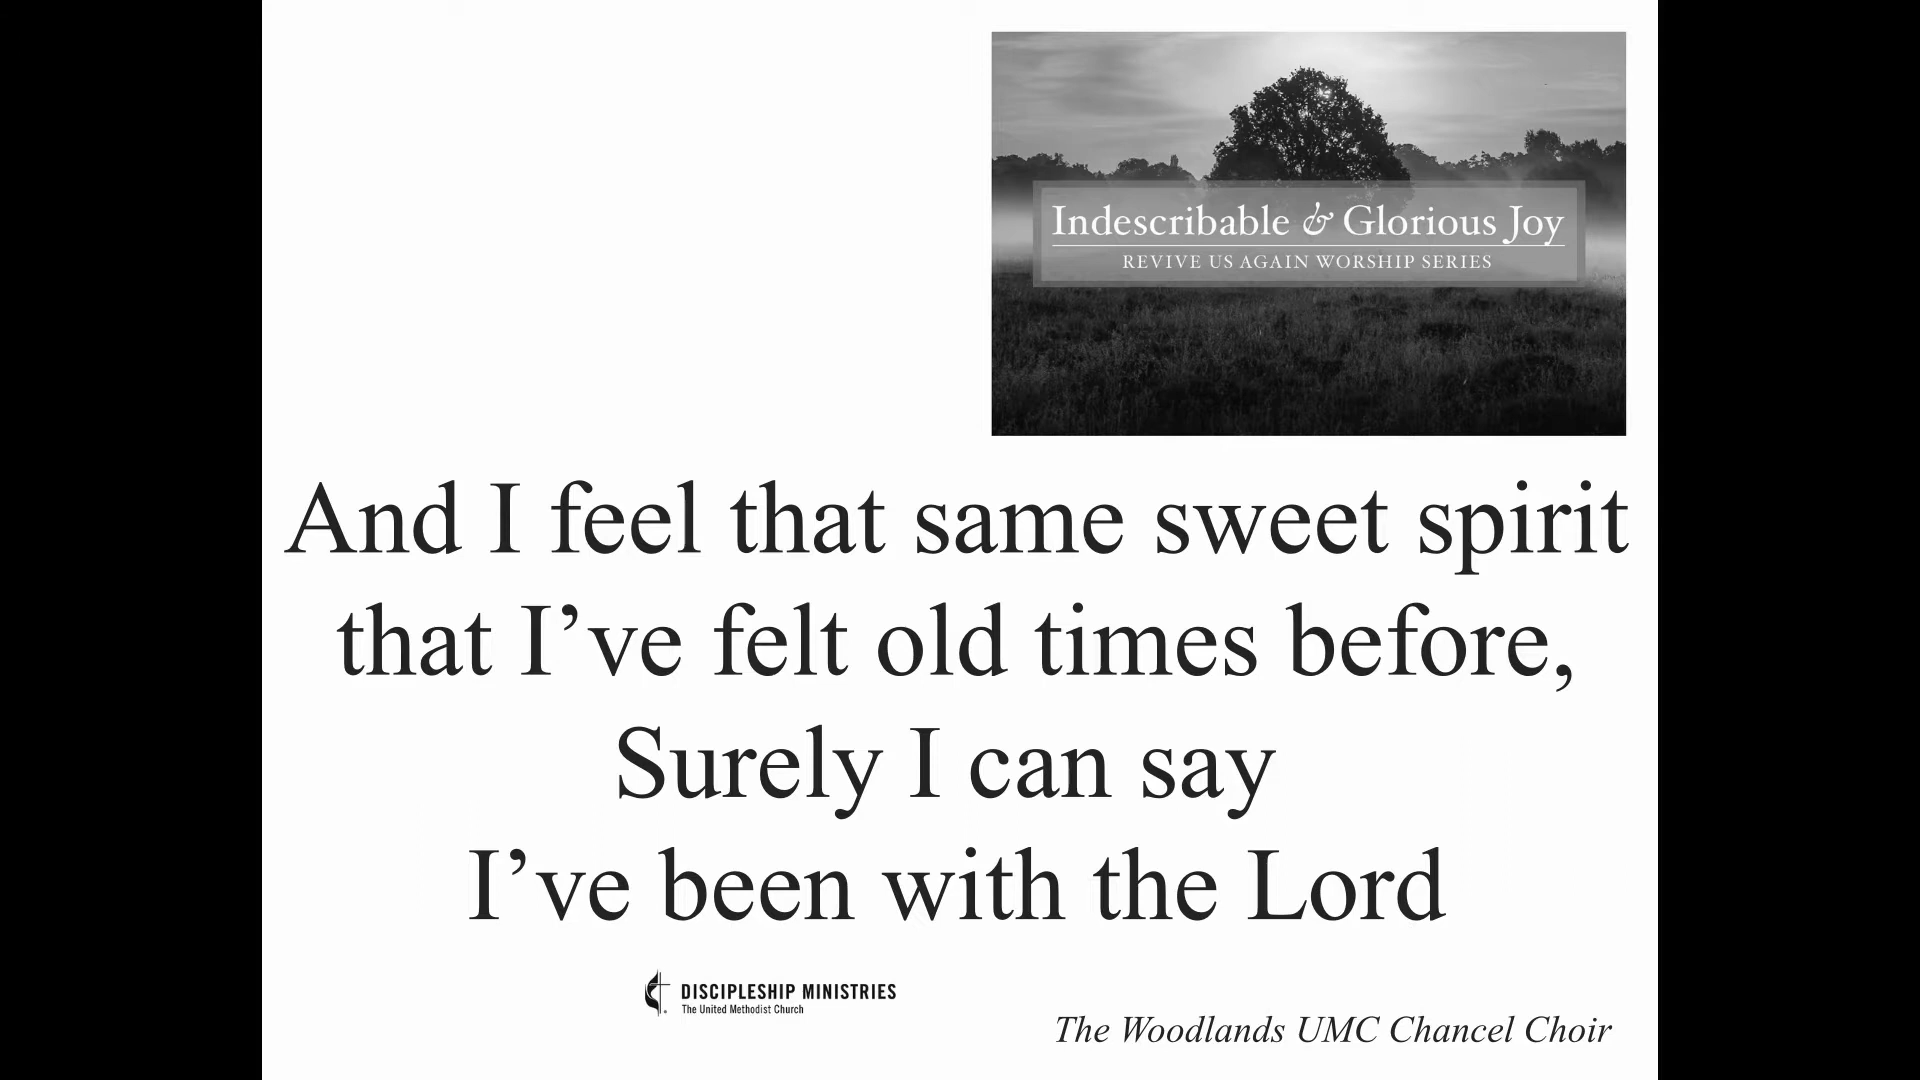 Indescribable & Glorious Joy
REVIVE US AGAIN WORSHIP SERIES
And I feel that same sweet spirit
that I’ve felt old times before,
Surely I can say
I’ve been with the Lord
DISCIPLESHIP MINISTRIES
The United Methodist Church
The Woodlands UMC Chancel Choir